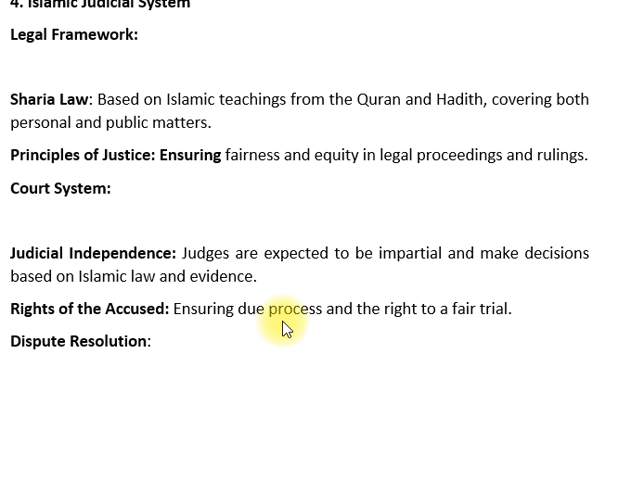 4. Islamic Judicial System
Legal Framework:
Sharia Law: Based on Islamic teachings from the Quran and Hadith, covering both
personal and public matters.
Principles of Justice: Ensuring fairness and equity in legal proceedings and rulings.
Court System:
Judicial Independence: Judges are expected to be impartial and make decisions
based on Islamic law and evidence.
Rights of the Accused: Ensuring due process and the right to a fair trial.
Dispute Resolution: